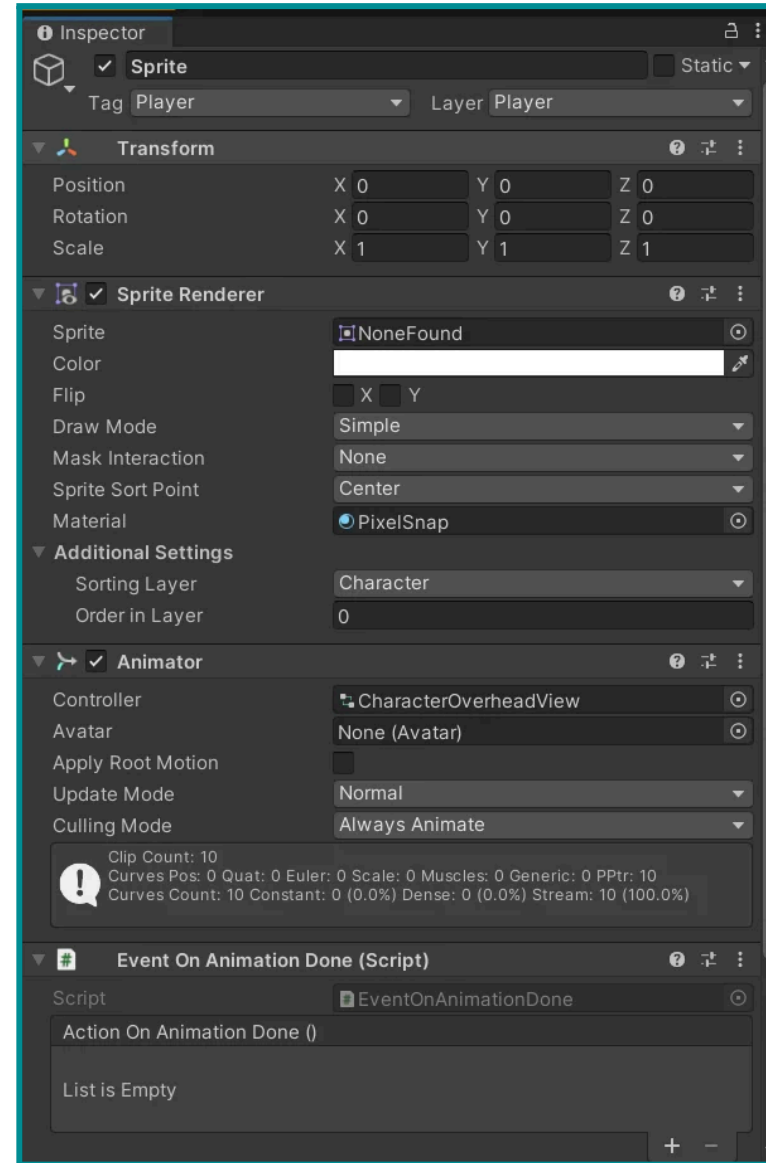 Inspector
Sprite Static
Tag Player Layer Player
Transform
Position X 0 Y 0 Z 0
Rotation X 0 Y 0 Z 0
Scale X 1 Y 1 Z 1
Sprite Renderer
Sprite NoneFound
Color
Flip X Y
Draw Mode Simple
Mask Interaction None
Sprite Sort Point Center
Material PixelSnap
Additional Settings
Sorting Layer Character
Order in Layer 0
Animator
Controller CharacterOverheadView
Avatar None (Avatar)
Apply Root Motion
Update Mode Normal
Culling Mode Always Animate
Clip Count: 10
Curves Pos: 0 Quat: 0 Euler: 0 Scale: 0 Muscles: 0 Generic: 0 PPtr: 10
Curves Count: 10 Constant: 0 (0.0%) Dense: 0 (0.0%) Stream: 10 (100.0%)
# Event On Animation Done (Script)
Script EventOnAnimationDone
Action On Animation Done ()
List is Empty
+ −